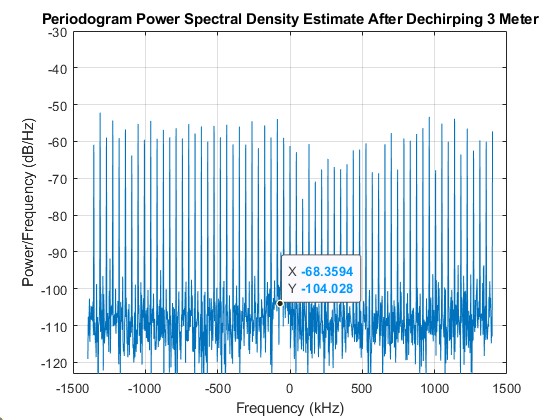 Periodogram Power Spectral Density Estimate After Dechirping 3 Meter
-30
-40
-50
-60
-70
-80
-90
-100
-110
-120
Power/Frequency (dB/Hz)
X -68.3594
Y -104.028
-1500 -1000 -500 0 500 1000 1500
Frequency (kHz)